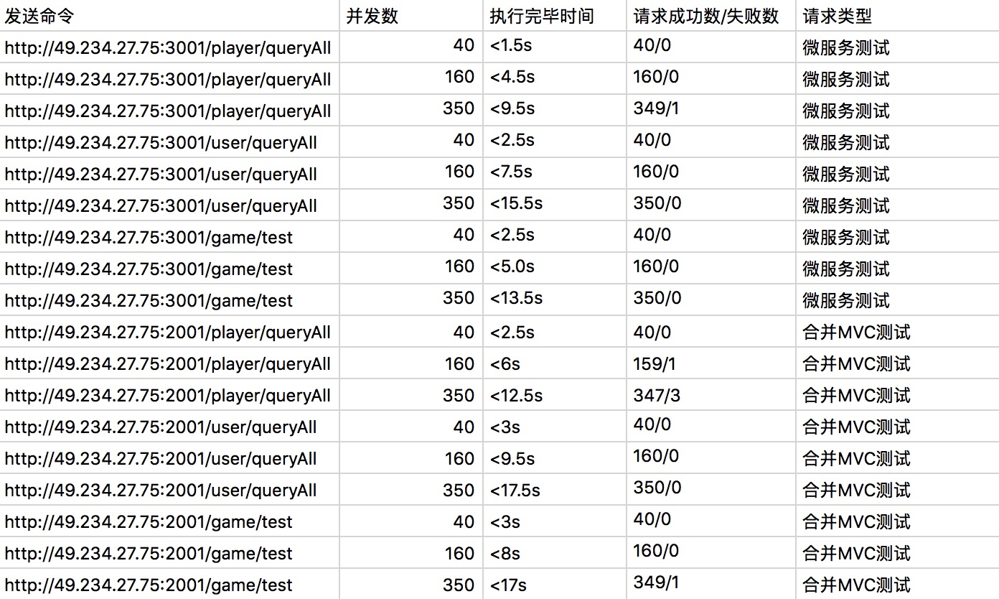 发送命令 并发数 执行完毕时间 请求成功数/失败数 请求类型
http://49.234.27.75:3001/player/queryAll 40 <1.5s 40/0 微服务测试
http://49.234.27.75:3001/player/queryAll 160 <4.5s 160/0 微服务测试
http://49.234.27.75:3001/player/queryAll 350 <9.5s 349/1 微服务测试
http://49.234.27.75:3001/user/queryAll 40 <2.5s 40/0 微服务测试
http://49.234.27.75:3001/user/queryAll 160 <7.5s 160/0 微服务测试
http://49.234.27.75:3001/user/queryAll 350 <15.5s 350/0 微服务测试
http://49.234.27.75:3001/game/test 40 <2.5s 40/0 微服务测试
http://49.234.27.75:3001/game/test 160 <5.0s 160/0 微服务测试
http://49.234.27.75:3001/game/test 350 <13.5s 350/0 微服务测试
http://49.234.27.75:2001/player/queryAll 40 <2.5s 40/0 合并MVC测试
http://49.234.27.75:2001/player/queryAll 160 <6s 159/1 合并MVC测试
http://49.234.27.75:2001/player/queryAll 350 <12.5s 347/3 合并MVC测试
http://49.234.27.75:2001/user/queryAll 40 <3s 40/0 合并MVC测试
http://49.234.27.75:2001/user/queryAll 160 <9.5s 160/0 合并MVC测试
http://49.234.27.75:2001/user/queryAll 350 <17.5s 350/0 合并MVC测试
http://49.234.27.75:2001/game/test 40 <3s 40/0 合并MVC测试
http://49.234.27.75:2001/game/test 160 <8s 160/0 合并MVC测试
http://49.234.27.75:2001/game/test 350 <17s 349/1 合并MVC测试